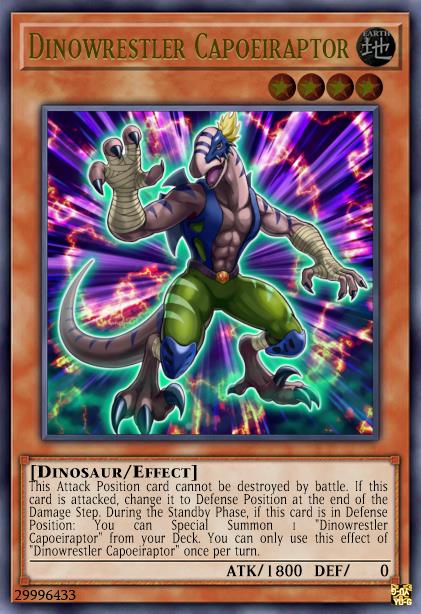 Dinowrestler Capoeiraptor
EARTH
地
[Dinosaur/Effect]
This Attack Position card cannot be destroyed by battle. If this
card is attacked, change it to Defense Position at the end of the
Damage Step. During the Standby Phase, if this card is in Defense
Position: You can Special Summon 1 "Dinowrestler
Capoeiraptor" from your Deck. You can only use this effect of
"Dinowrestler Capoeiraptor" once per turn.
ATK/1800 DEF/ 0
29996433